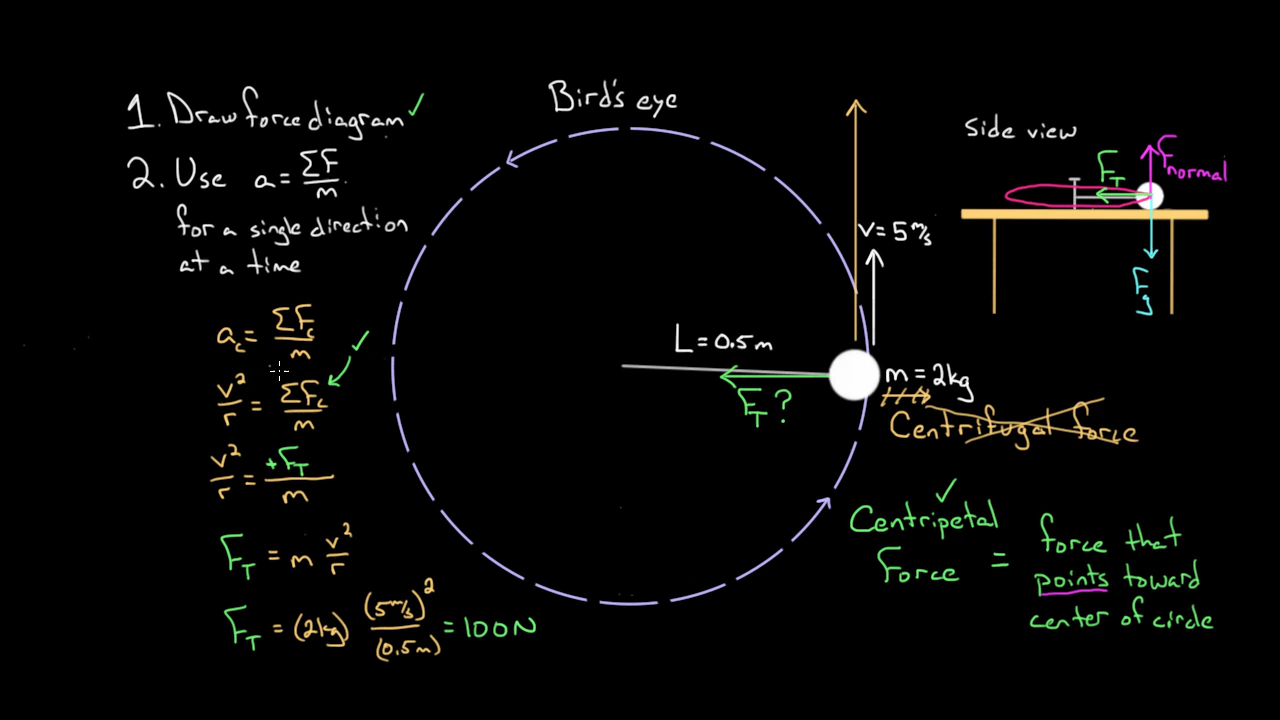 1. Draw force diagram ✓
2. Use a = ΣF/m
for a single direction
at a time
a_c = ΣF_c/m
v²/r = ΣF_c/m ✓
v²/r = +F_T/m
F_T = m v²/r
F_T = (2kg) (5 m/s)²/(0.5m) = 100N
Bird's eye
v = 5 m/s
L = 0.5m
F_T ?
m = 2kg
Centrifugal force
Side view
F_T
F_normal
F_g
✓
Centripetal
Force = force that
points toward
center of circle